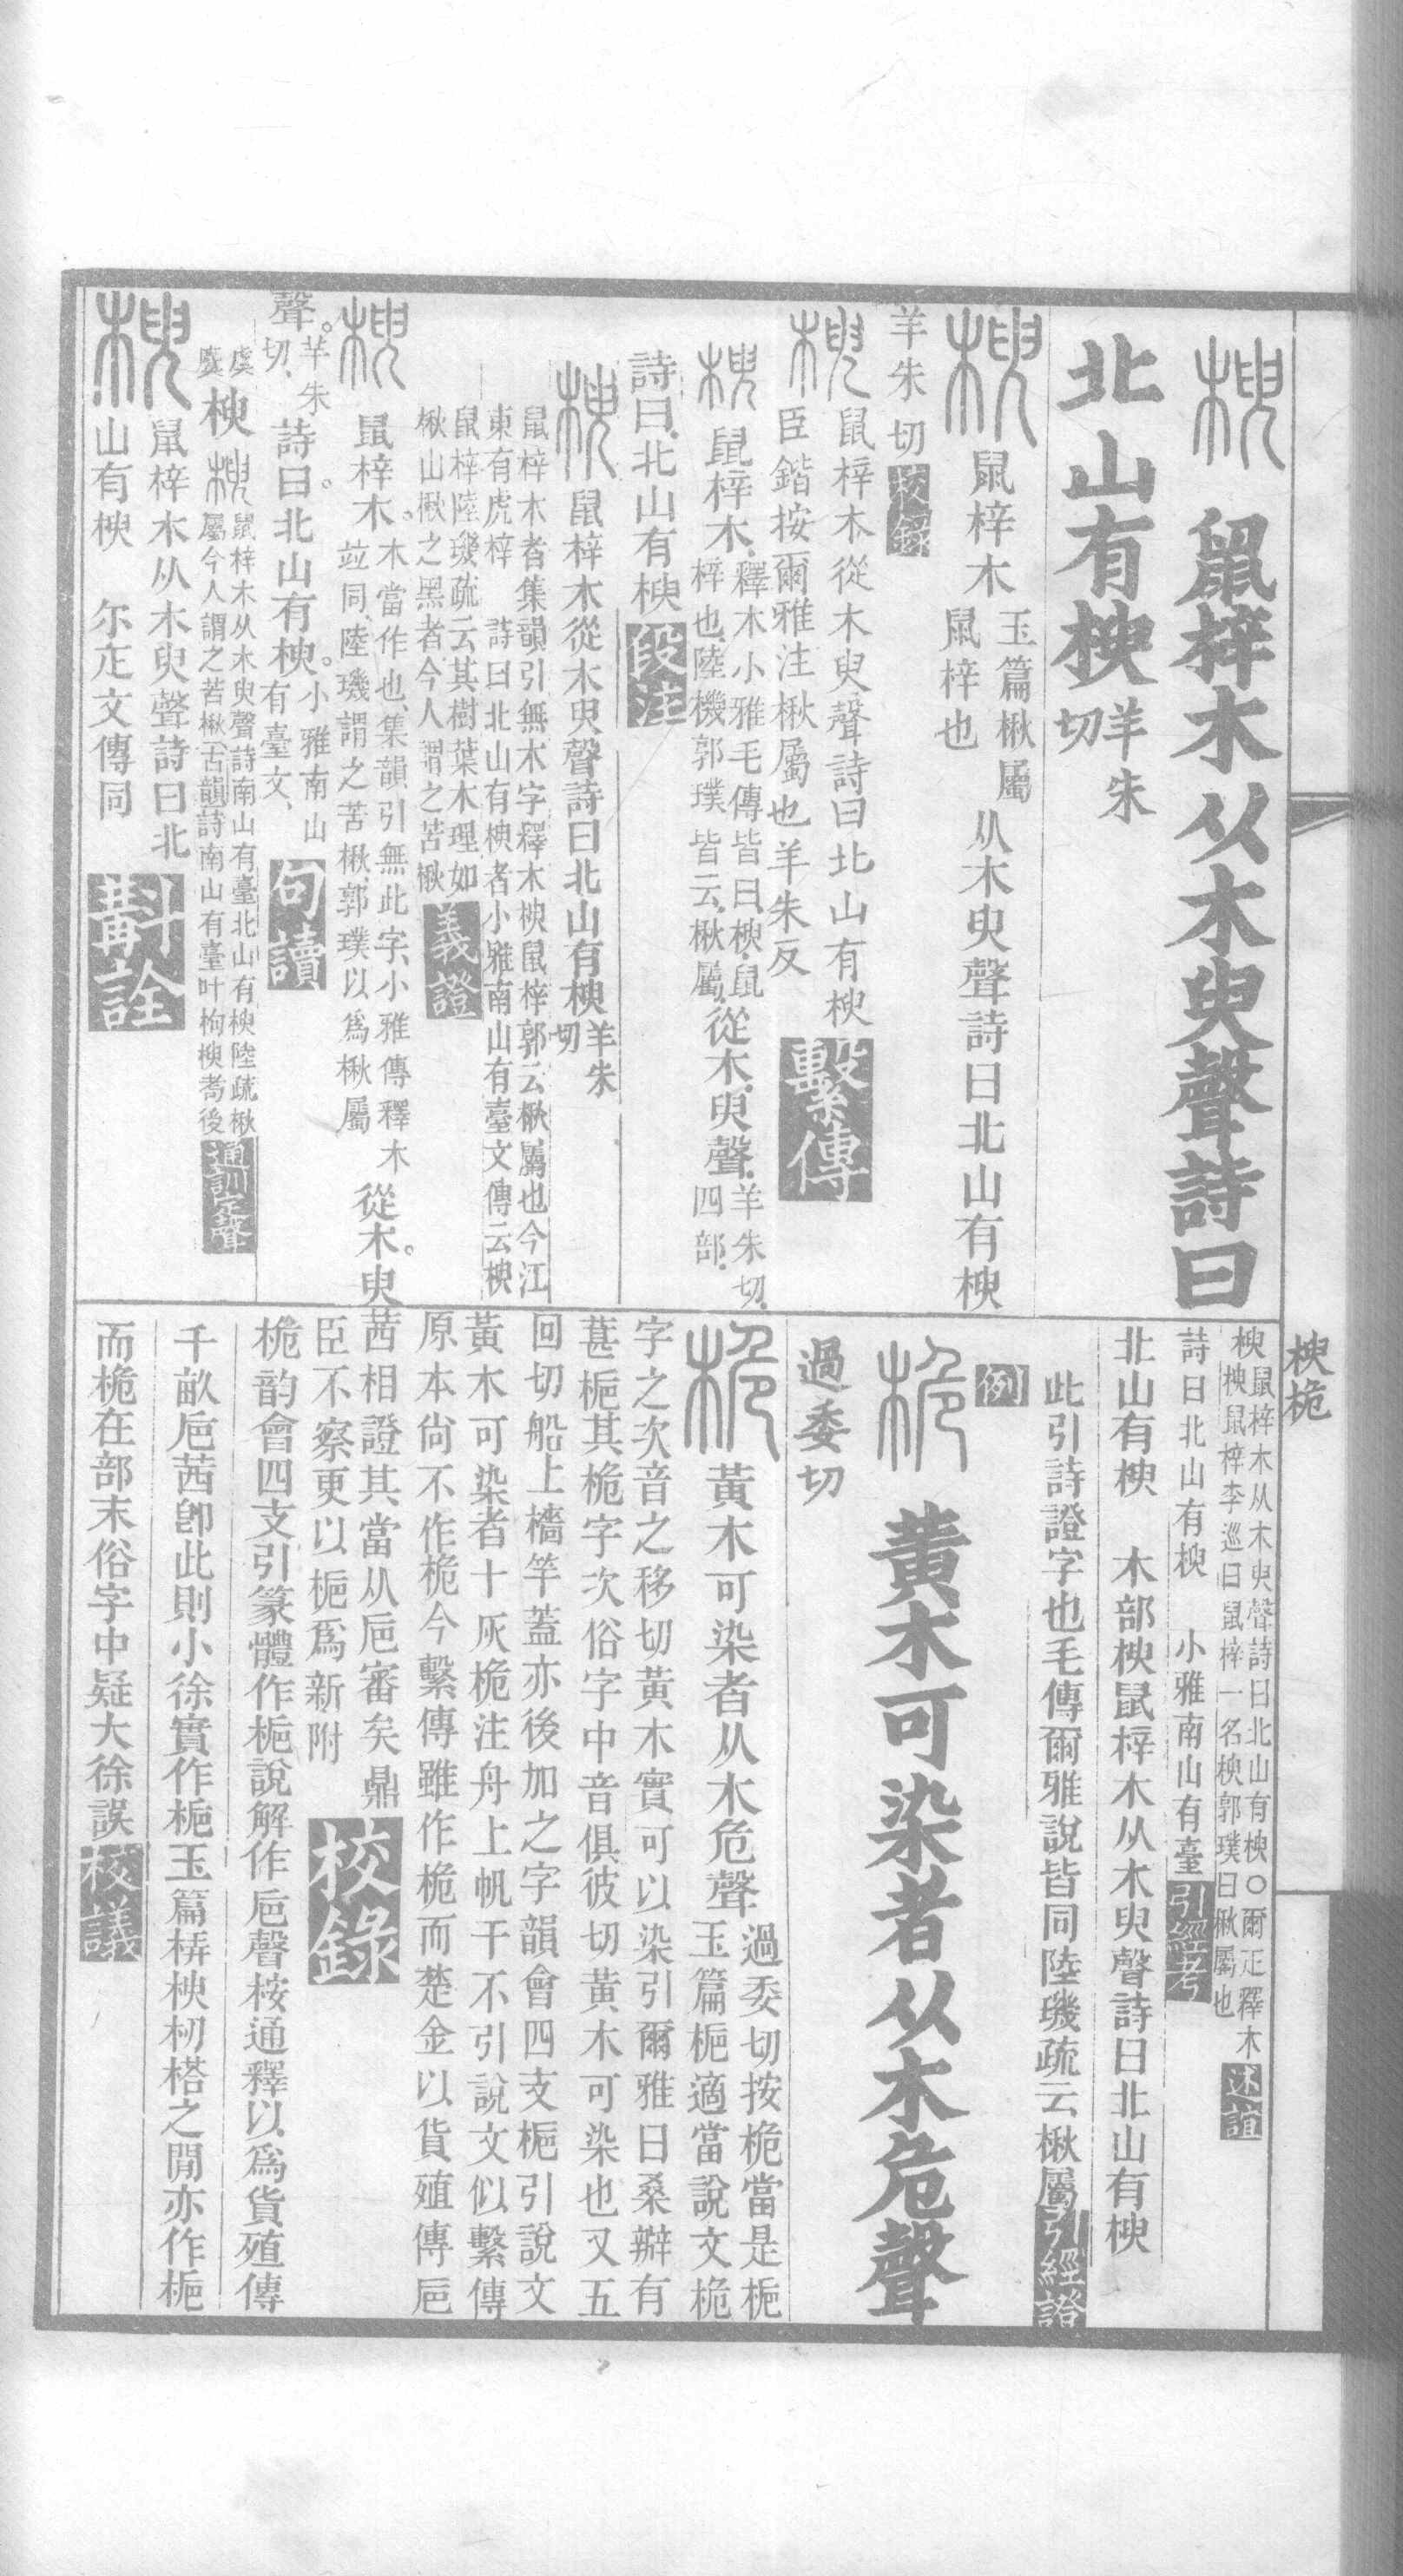 楰 鼠梓木从木臾聲詩曰
北山有楰羊朱切
楰 鼠梓木玉篇楸屬鼠梓也从木臾聲詩曰北山有楰
羊朱切校錄
楰 鼠梓木從木臾聲詩曰北山有楰
臣鍇按爾雅注楸屬也羊朱反繫傳
楰 鼠梓木釋木小雅毛傳皆曰楰鼠梓也陸機郭璞皆云楸屬從木臾聲羊朱切四部
詩曰北山有楰段注
楰 鼠梓木從木臾聲詩曰北山有楰羊朱切
鼠梓木者集韻引無木字釋木楰鼠梓郭云楸屬也今江
東有虎梓 詩曰北山有楰者小雅南山有臺文傳云楰
鼠梓陸璣疏云其樹葉木理如
楸山楸之黑者今人謂之苦楸義證
楰 鼠梓木木當作也集韻引無此字小雅傳釋木竝同陸璣謂之苦楸郭璞以爲楸屬從木臾
聲羊朱切詩曰北山有楰小雅南山有臺文句讀
虞虞楰 楰鼠梓木从木臾聲詩南山有臺北山有楰陸疏楸
屬今人謂之苦楸古韻詩南山有臺叶枸楰耇後通訓定聲
楰 鼠梓木从木臾聲詩曰北
山有楰 尒疋文傳同斠詮
楰桅
楰鼠梓木从木臾聲詩曰北山有楰○爾疋釋木
楰鼠梓李巡曰鼠梓一名楰郭璞曰楸屬也述誼
詩曰北山有楰 小雅南山有臺引經考
北山有楰 木部楰鼠梓木从木臾聲詩曰北山有楰
此引詩證字也毛傳爾雅說皆同陸璣疏云楸屬引經證
例
桅 黃木可染者从木危聲
過委切
桅 黃木可染者从木危聲過委切按桅當是梔玉篇梔適當說文桅
字之次音之移切黃木實可以染引爾雅曰桑辦有
葚梔其桅字次俗字中音俱彼切黃木可染也又五
回切船上檣竿蓋亦後加之字韻會四支梔引說文
黃木可染者十灰桅注舟上帆干不引說文似繫傳
原本尙不作桅今繫傳雖作桅而楚金以貨殖傳巵
茜相證其當从巵審矣鼎
臣不察更以梔爲新附校錄
桅韵會四支引篆體作梔說解作巵聲桉通釋以爲貨殖傳
千畝巵茜卽此則小徐實作梔玉篇楰之閒亦作梔
而桅在部末俗字中疑大徐誤校議